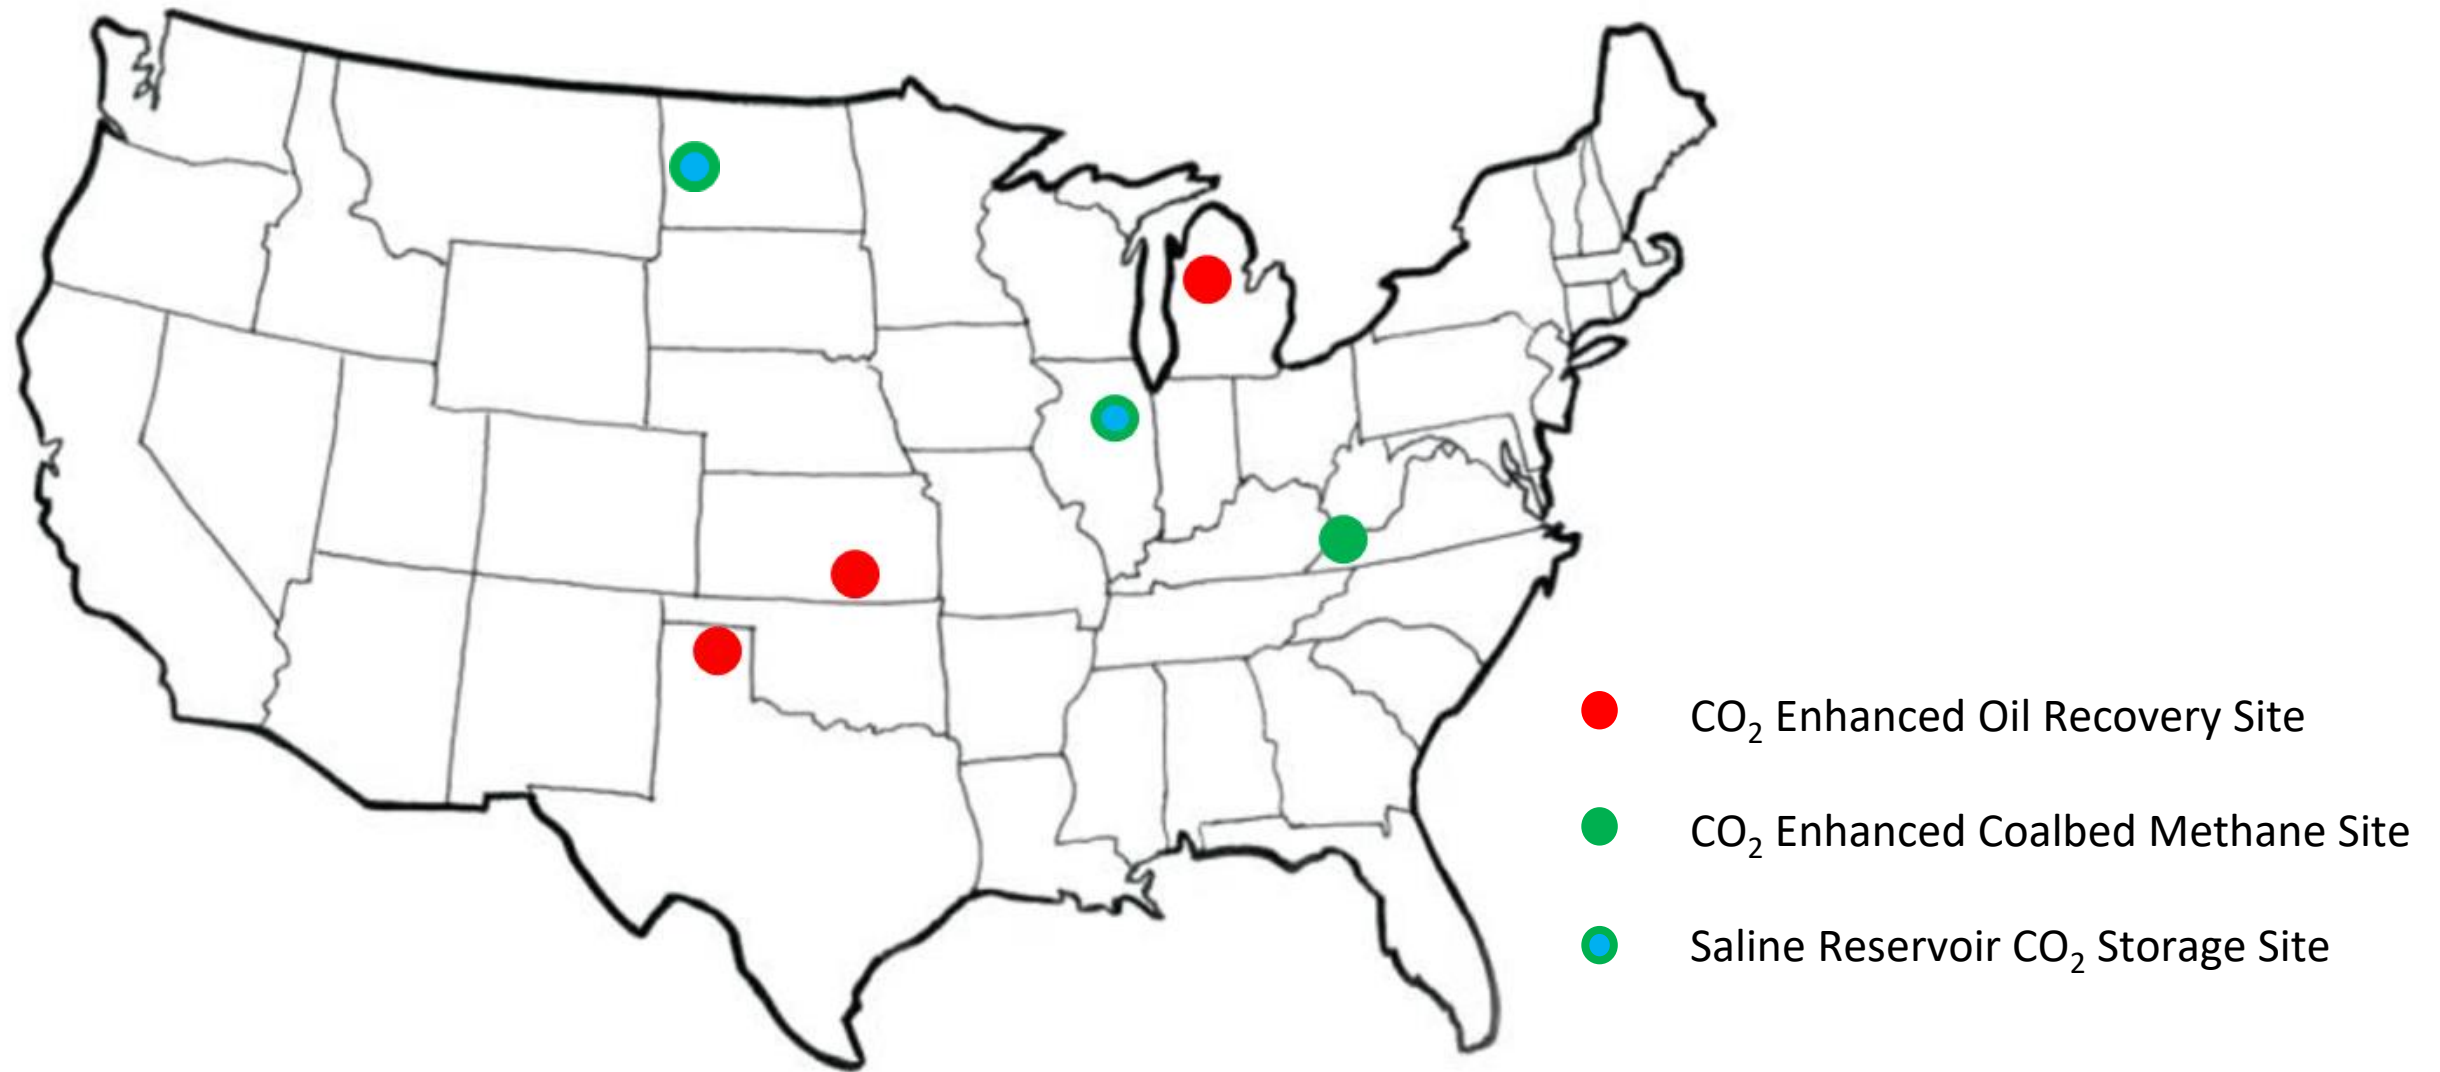 CO₂ Enhanced Oil Recovery Site
CO₂ Enhanced Coalbed Methane Site
Saline Reservoir CO₂ Storage Site